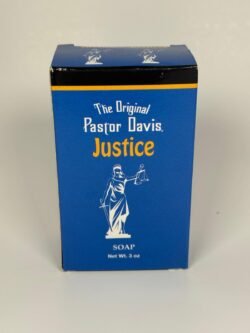 The Original
Pastor Davis
Justice
SOAP
Net Wt. 3 oz